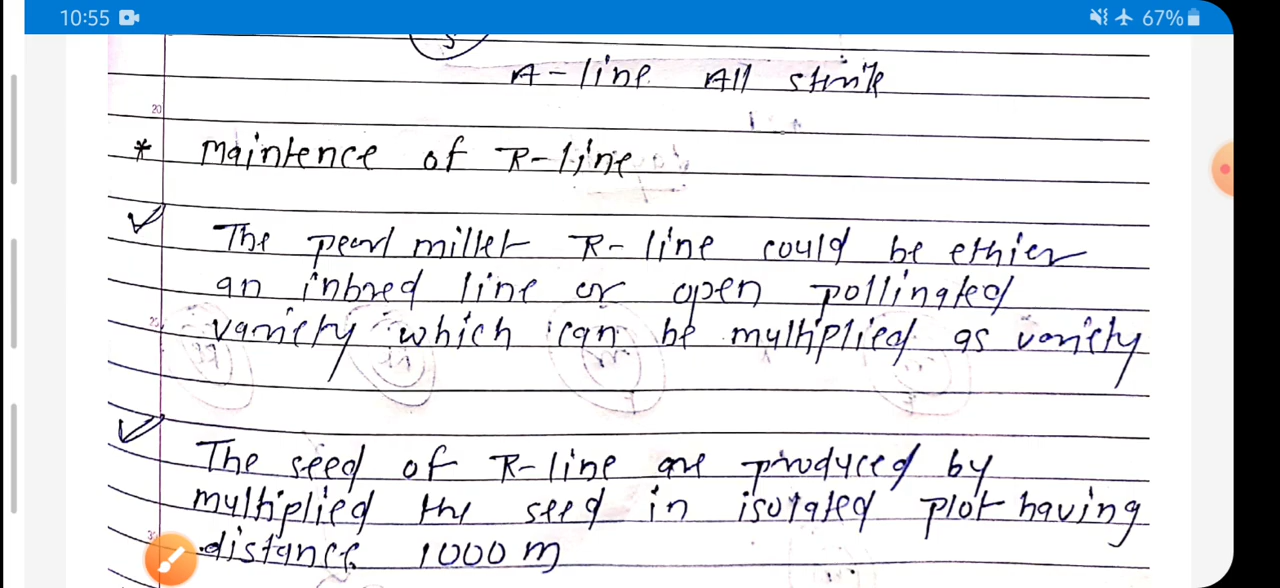 10:55 67%
A-line All strile
20
* Maintence of R-line
The pearl millet R-line could be ethier
an inbred line or open pollinated
variety which can be multiplied as variety
The seed of R-line are produced by
multiplied the seed in isolated plot having
distance 1000 m